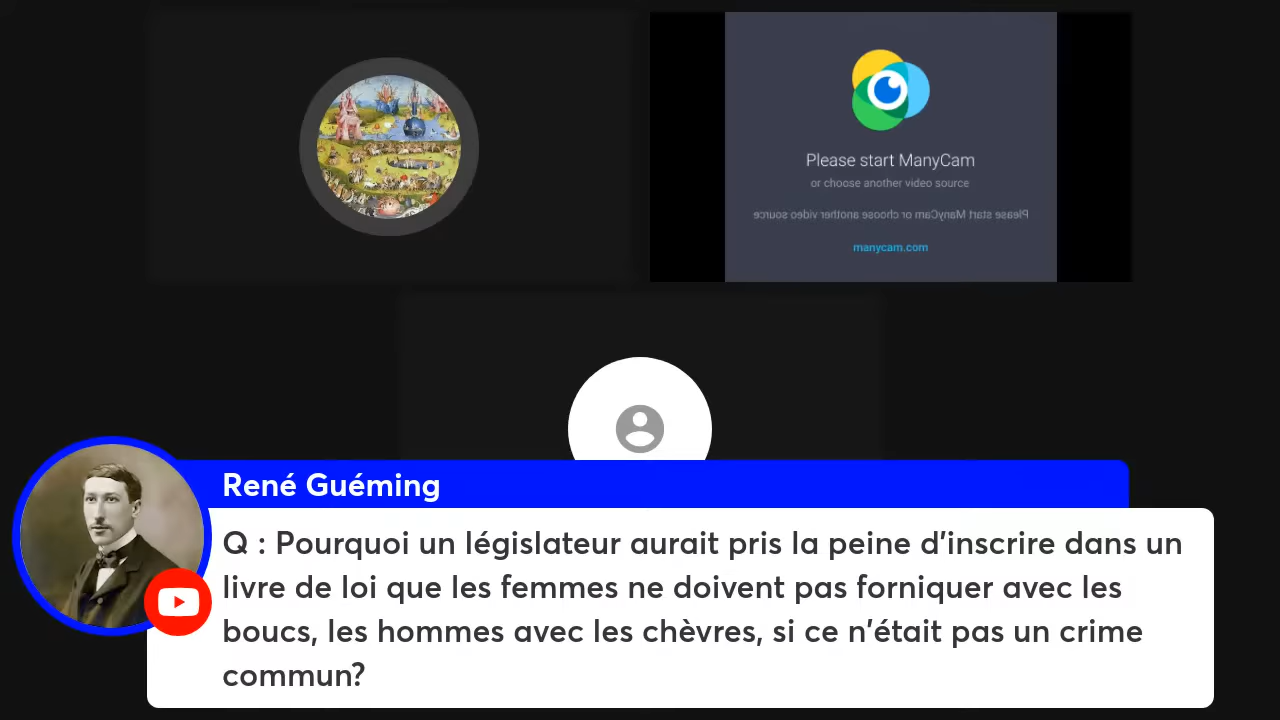 Please start ManyCam
or choose another video source
Please start ManyCam or choose another video source
manycam.com
René Guéming
Q : Pourquoi un législateur aurait pris la peine d'inscrire dans un
livre de loi que les femmes ne doivent pas forniquer avec les
boucs, les hommes avec les chèvres, si ce n'était pas un crime
commun?